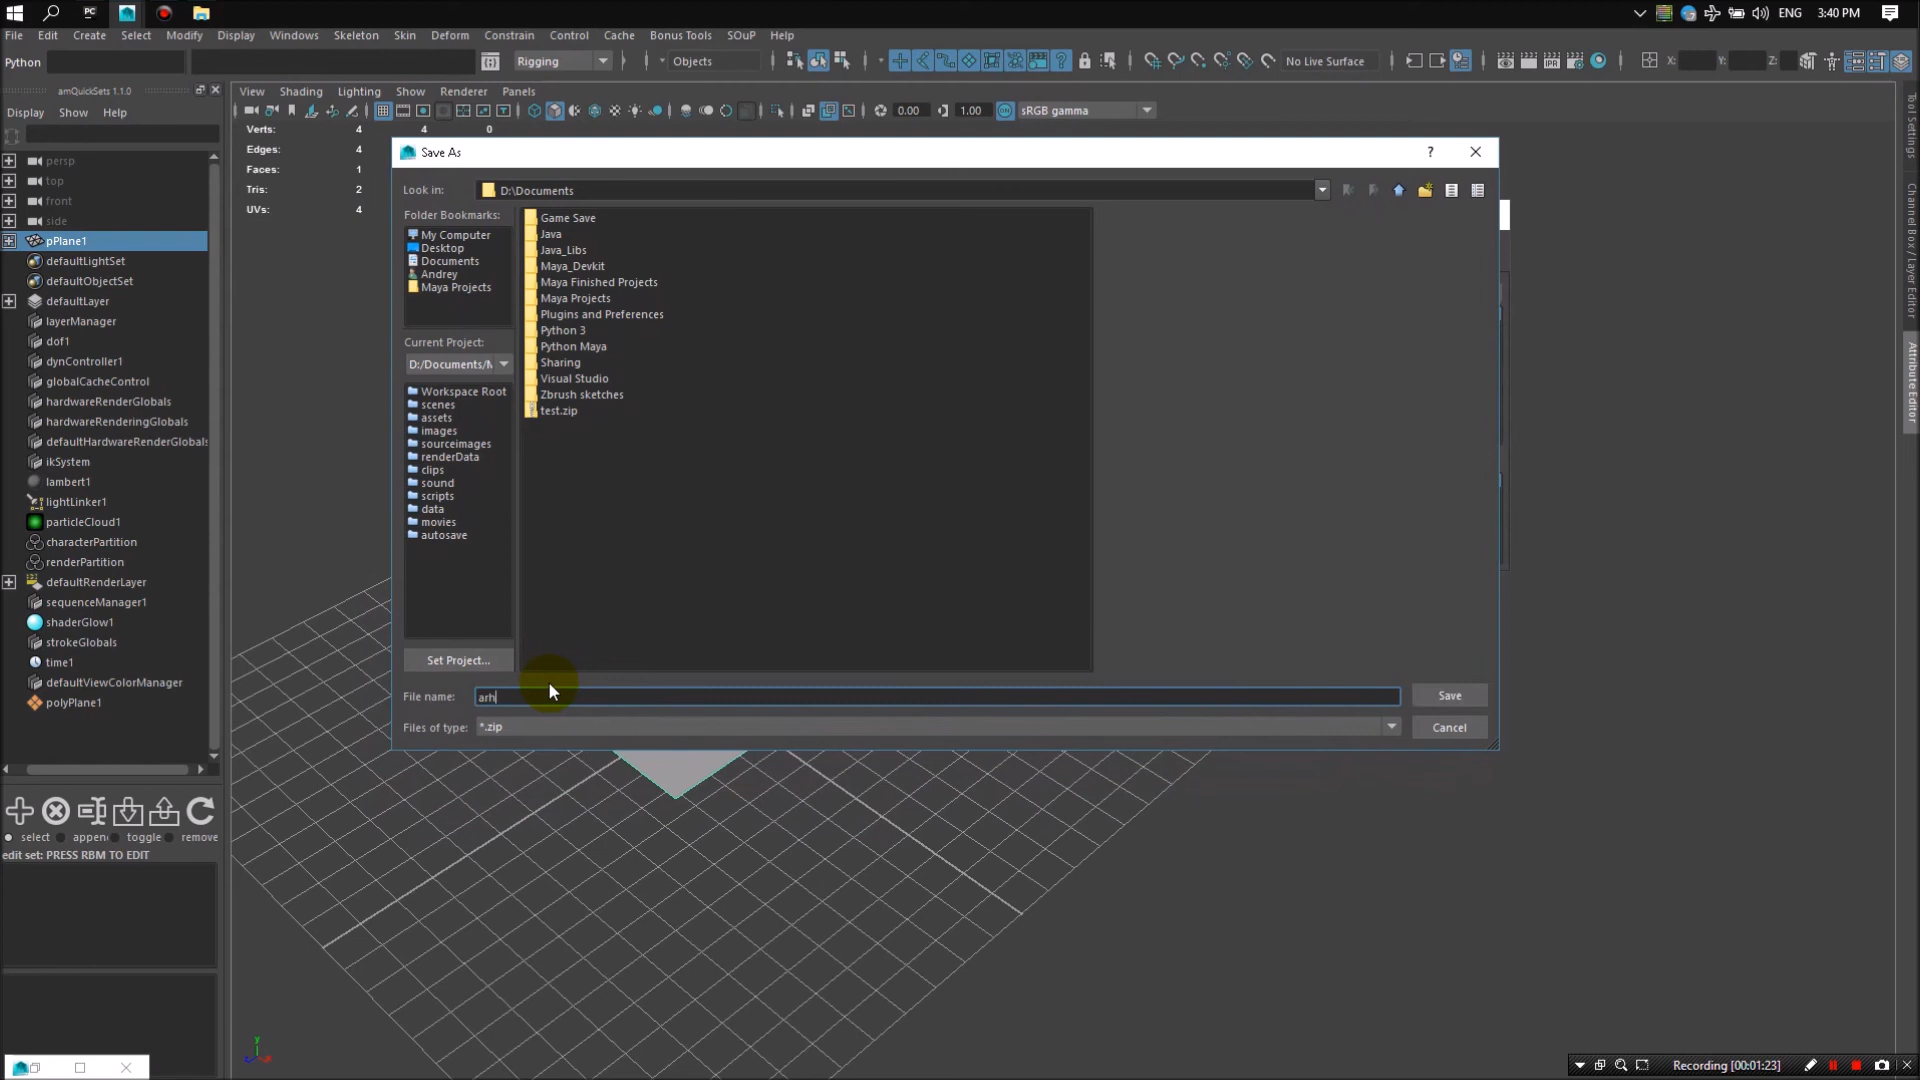 PC
ENG 3:40 PM
File Edit Create Select Modify Display Windows Skeleton Skin Deform Constrain Control Cache Bonus Tools SOuP Help
Python Rigging Objects No Live Surface X: Y: Z:
amQuickSets 1.1.0
Display Show Help
View Shading Lighting Show Renderer Panels
0.00 1.00 sRGB gamma
Verts: 4 4 0
Edges: 4
Faces: 1
Tris: 2
UVs: 4
persp
top
front
side
pPlane1
defaultLightSet
defaultObjectSet
defaultLayer
layerManager
dof1
dynController1
globalCacheControl
hardwareRenderGlobals
hardwareRenderingGlobals
defaultHardwareRenderGlobals
ikSystem
lambert1
lightLinker1
particleCloud1
characterPartition
renderPartition
defaultRenderLayer
sequenceManager1
shaderGlow1
strokeGlobals
time1
defaultViewColorManager
polyPlane1
select appen toggle remove
edit set: PRESS RBM TO EDIT
Save As
?
Look in: D:\Documents
Folder Bookmarks:
My Computer
Desktop
Documents
Andrey
Maya Projects
Current Project:
D:/Documents/M
Workspace Root
scenes
assets
images
sourceimages
renderData
clips
sound
scripts
data
movies
autosave
Set Project...
Game Save
Java
Java_Libs
Maya_Devkit
Maya Finished Projects
Maya Projects
Plugins and Preferences
Python 3
Python Maya
Sharing
Visual Studio
Zbrush sketches
test.zip
File name: arh Save
Files of type: *.zip Cancel
Tool Settings
Channel Box / Layer Editor
Attribute Editor
y
Recording [00:01:23]